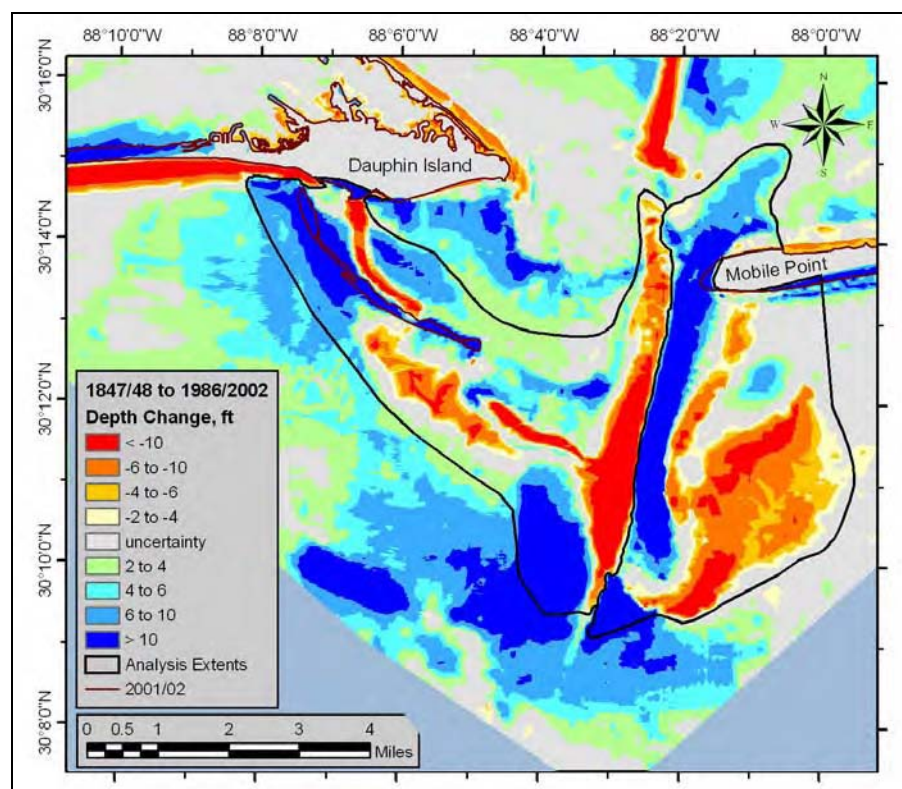 88°10'0"W 88°8'0"W 88°6'0"W 88°4'0"W 88°2'0"W 88°0'0"W
30°16'0"N
30°14'0"N
30°12'0"N
30°10'0"N
30°8'0"N
N
W E
S
Dauphin Island
Mobile Point
1847/48 to 1986/2002
Depth Change, ft
< -10
-6 to -10
-4 to -6
-2 to -4
uncertainty
2 to 4
4 to 6
6 to 10
> 10
Analysis Extents
2001/02
0 0.5 1 2 3 4
Miles